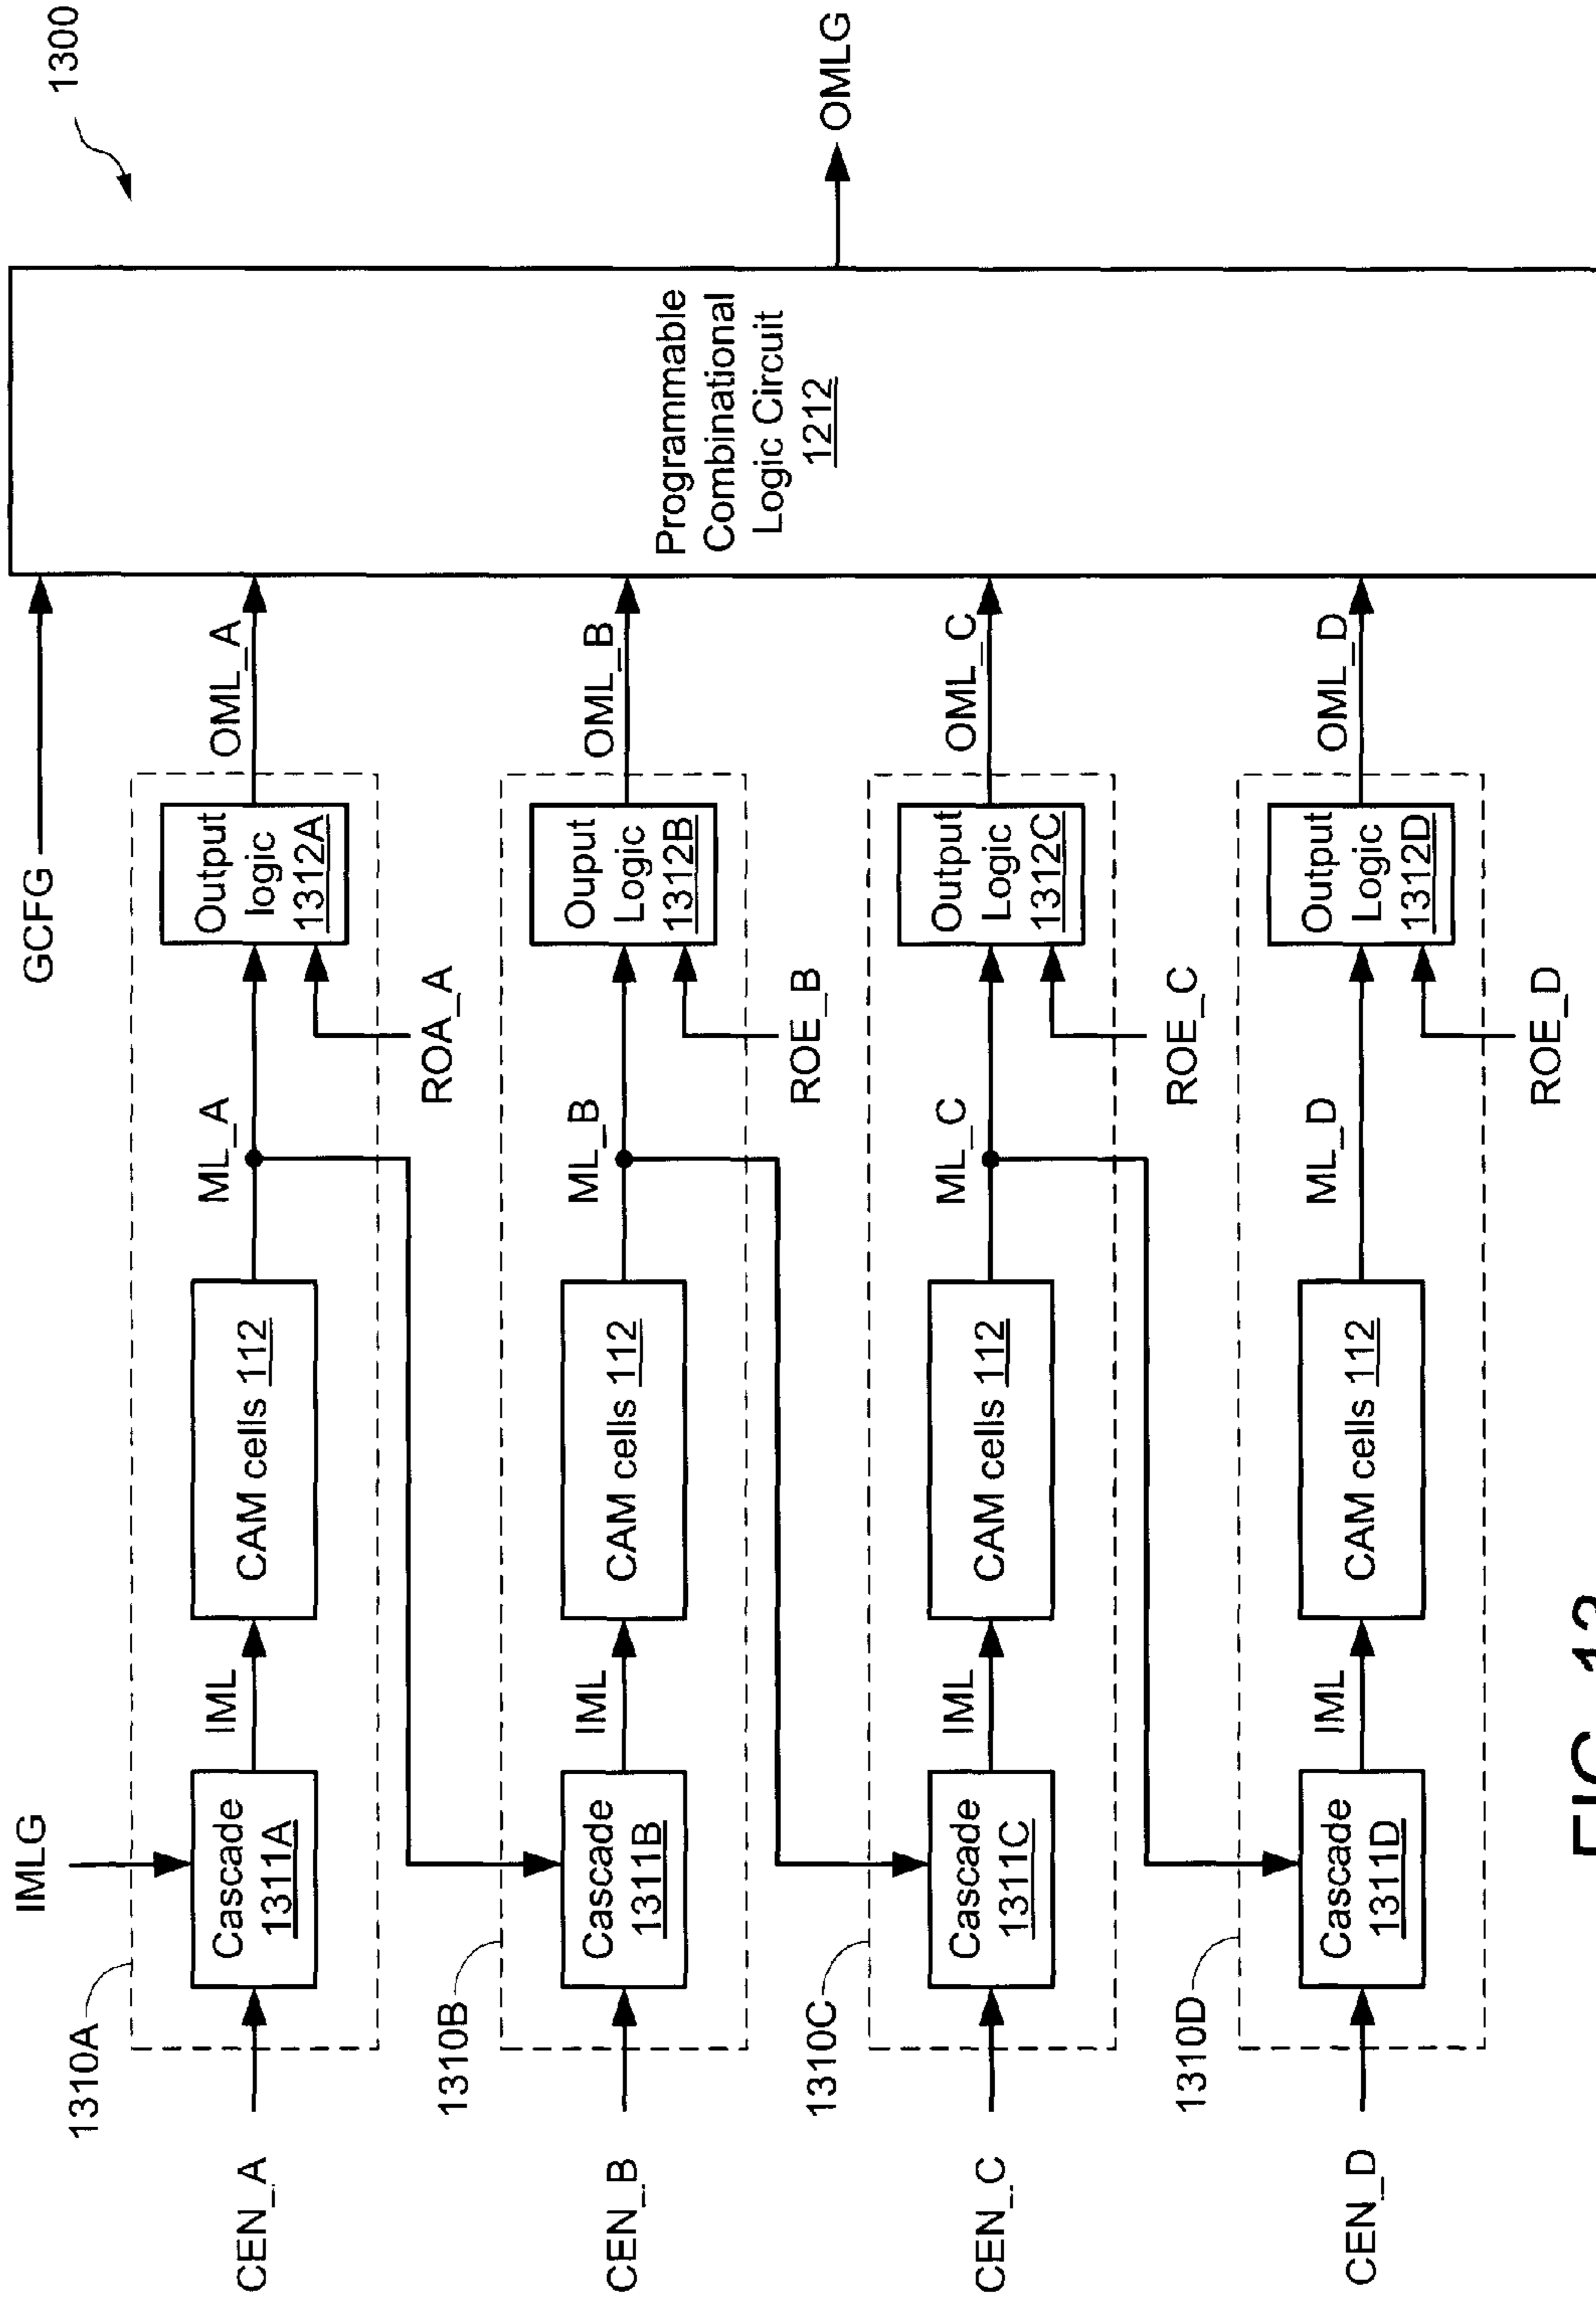 IMLG
GCFG
1300
1310A
CEN_A
Cascade
1311A
IML
CAM cells 112
ML_A
ROA_A
Output
logic
1312A
OML_A
1310B
CEN_B
Cascade
1311B
IML
CAM cells 112
ML_B
ROE_B
Ouput
Logic
1312B
OML_B
Programmable
Combinational
Logic Circuit
1212
OMLG
1310C
CEN_C
Cascade
1311C
IML
CAM cells 112
ML_C
ROE_C
Output
Logic
1312C
OML_C
1310D
CEN_D
Cascade
1311D
IML
CAM cells 112
ML_D
ROE_D
Output
Logic
1312D
OML_D
FIG. 13